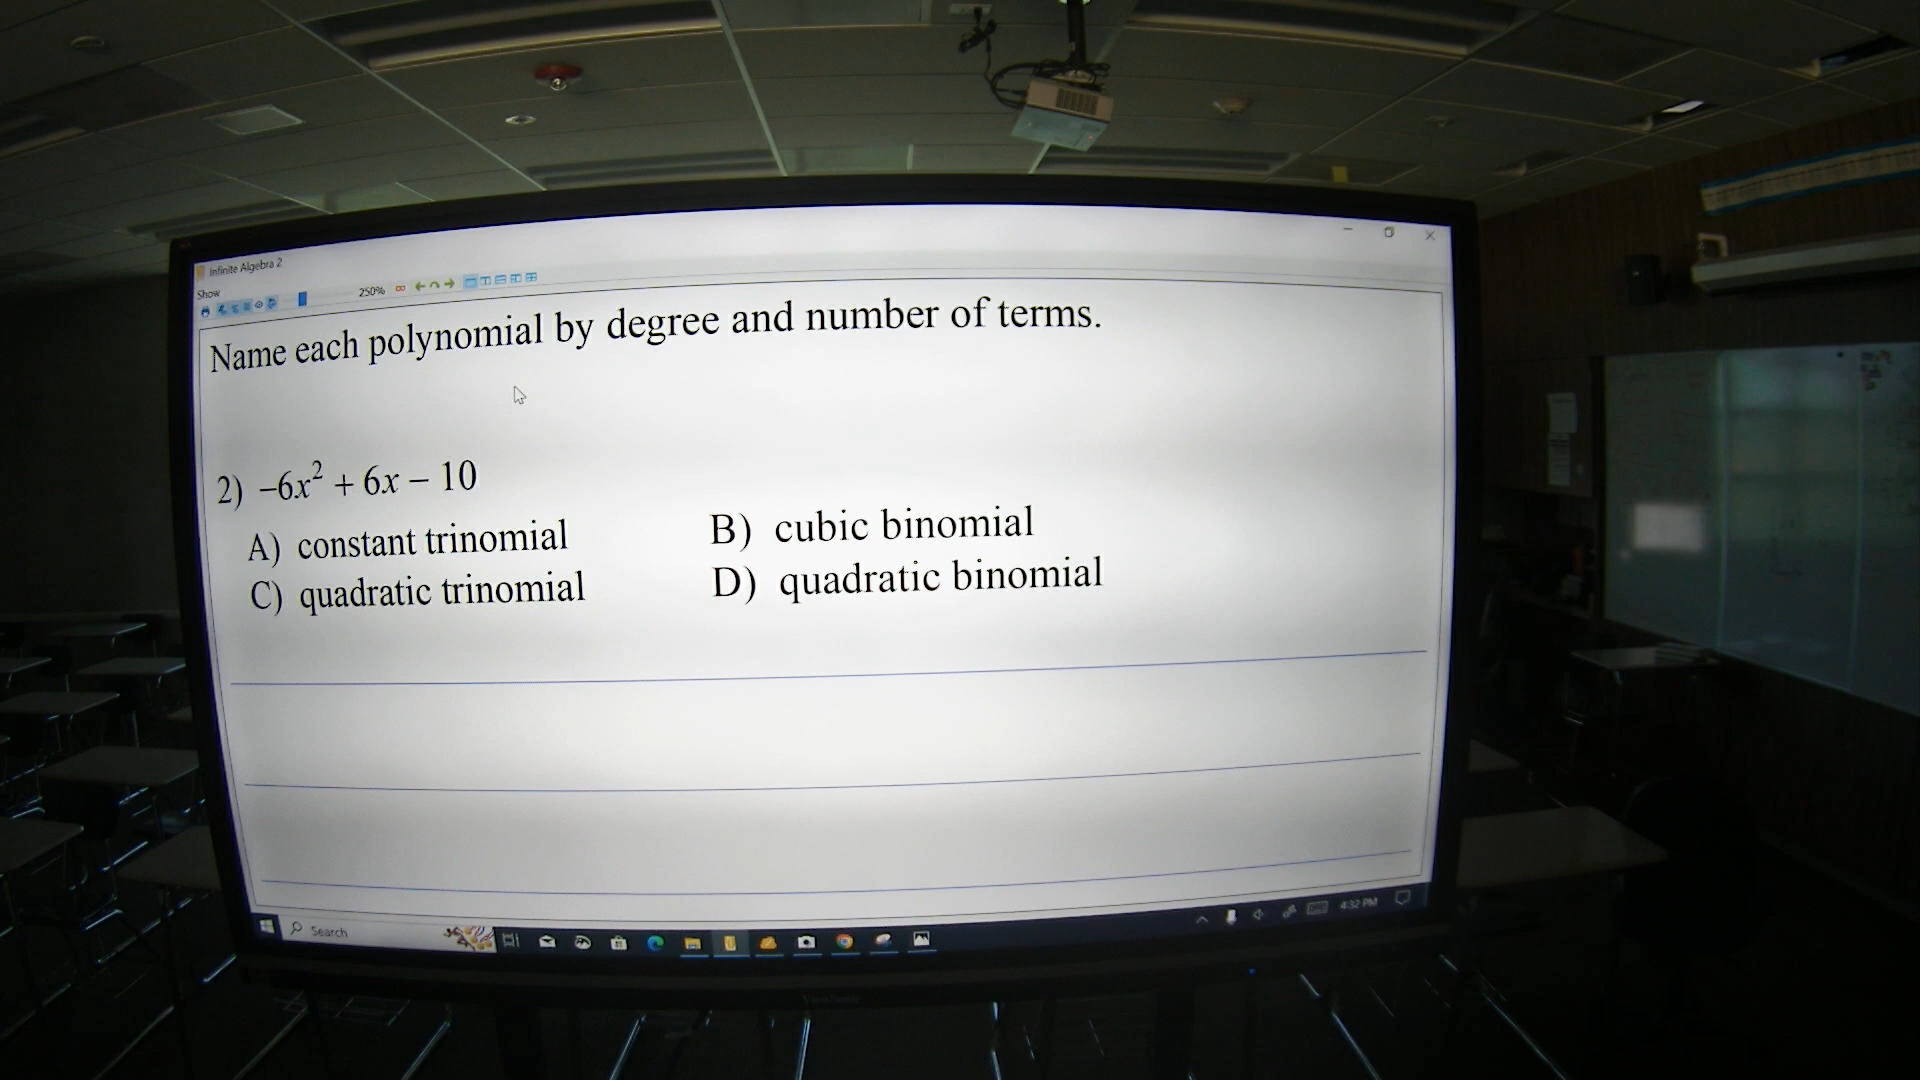 Infinite Algebra 2
Show
250%
Name each polynomial by degree and number of terms.
2) –6x² + 6x – 10
A) constant trinomial
B) cubic binomial
C) quadratic trinomial
D) quadratic binomial
Search
4:32 PM
ViewSonic